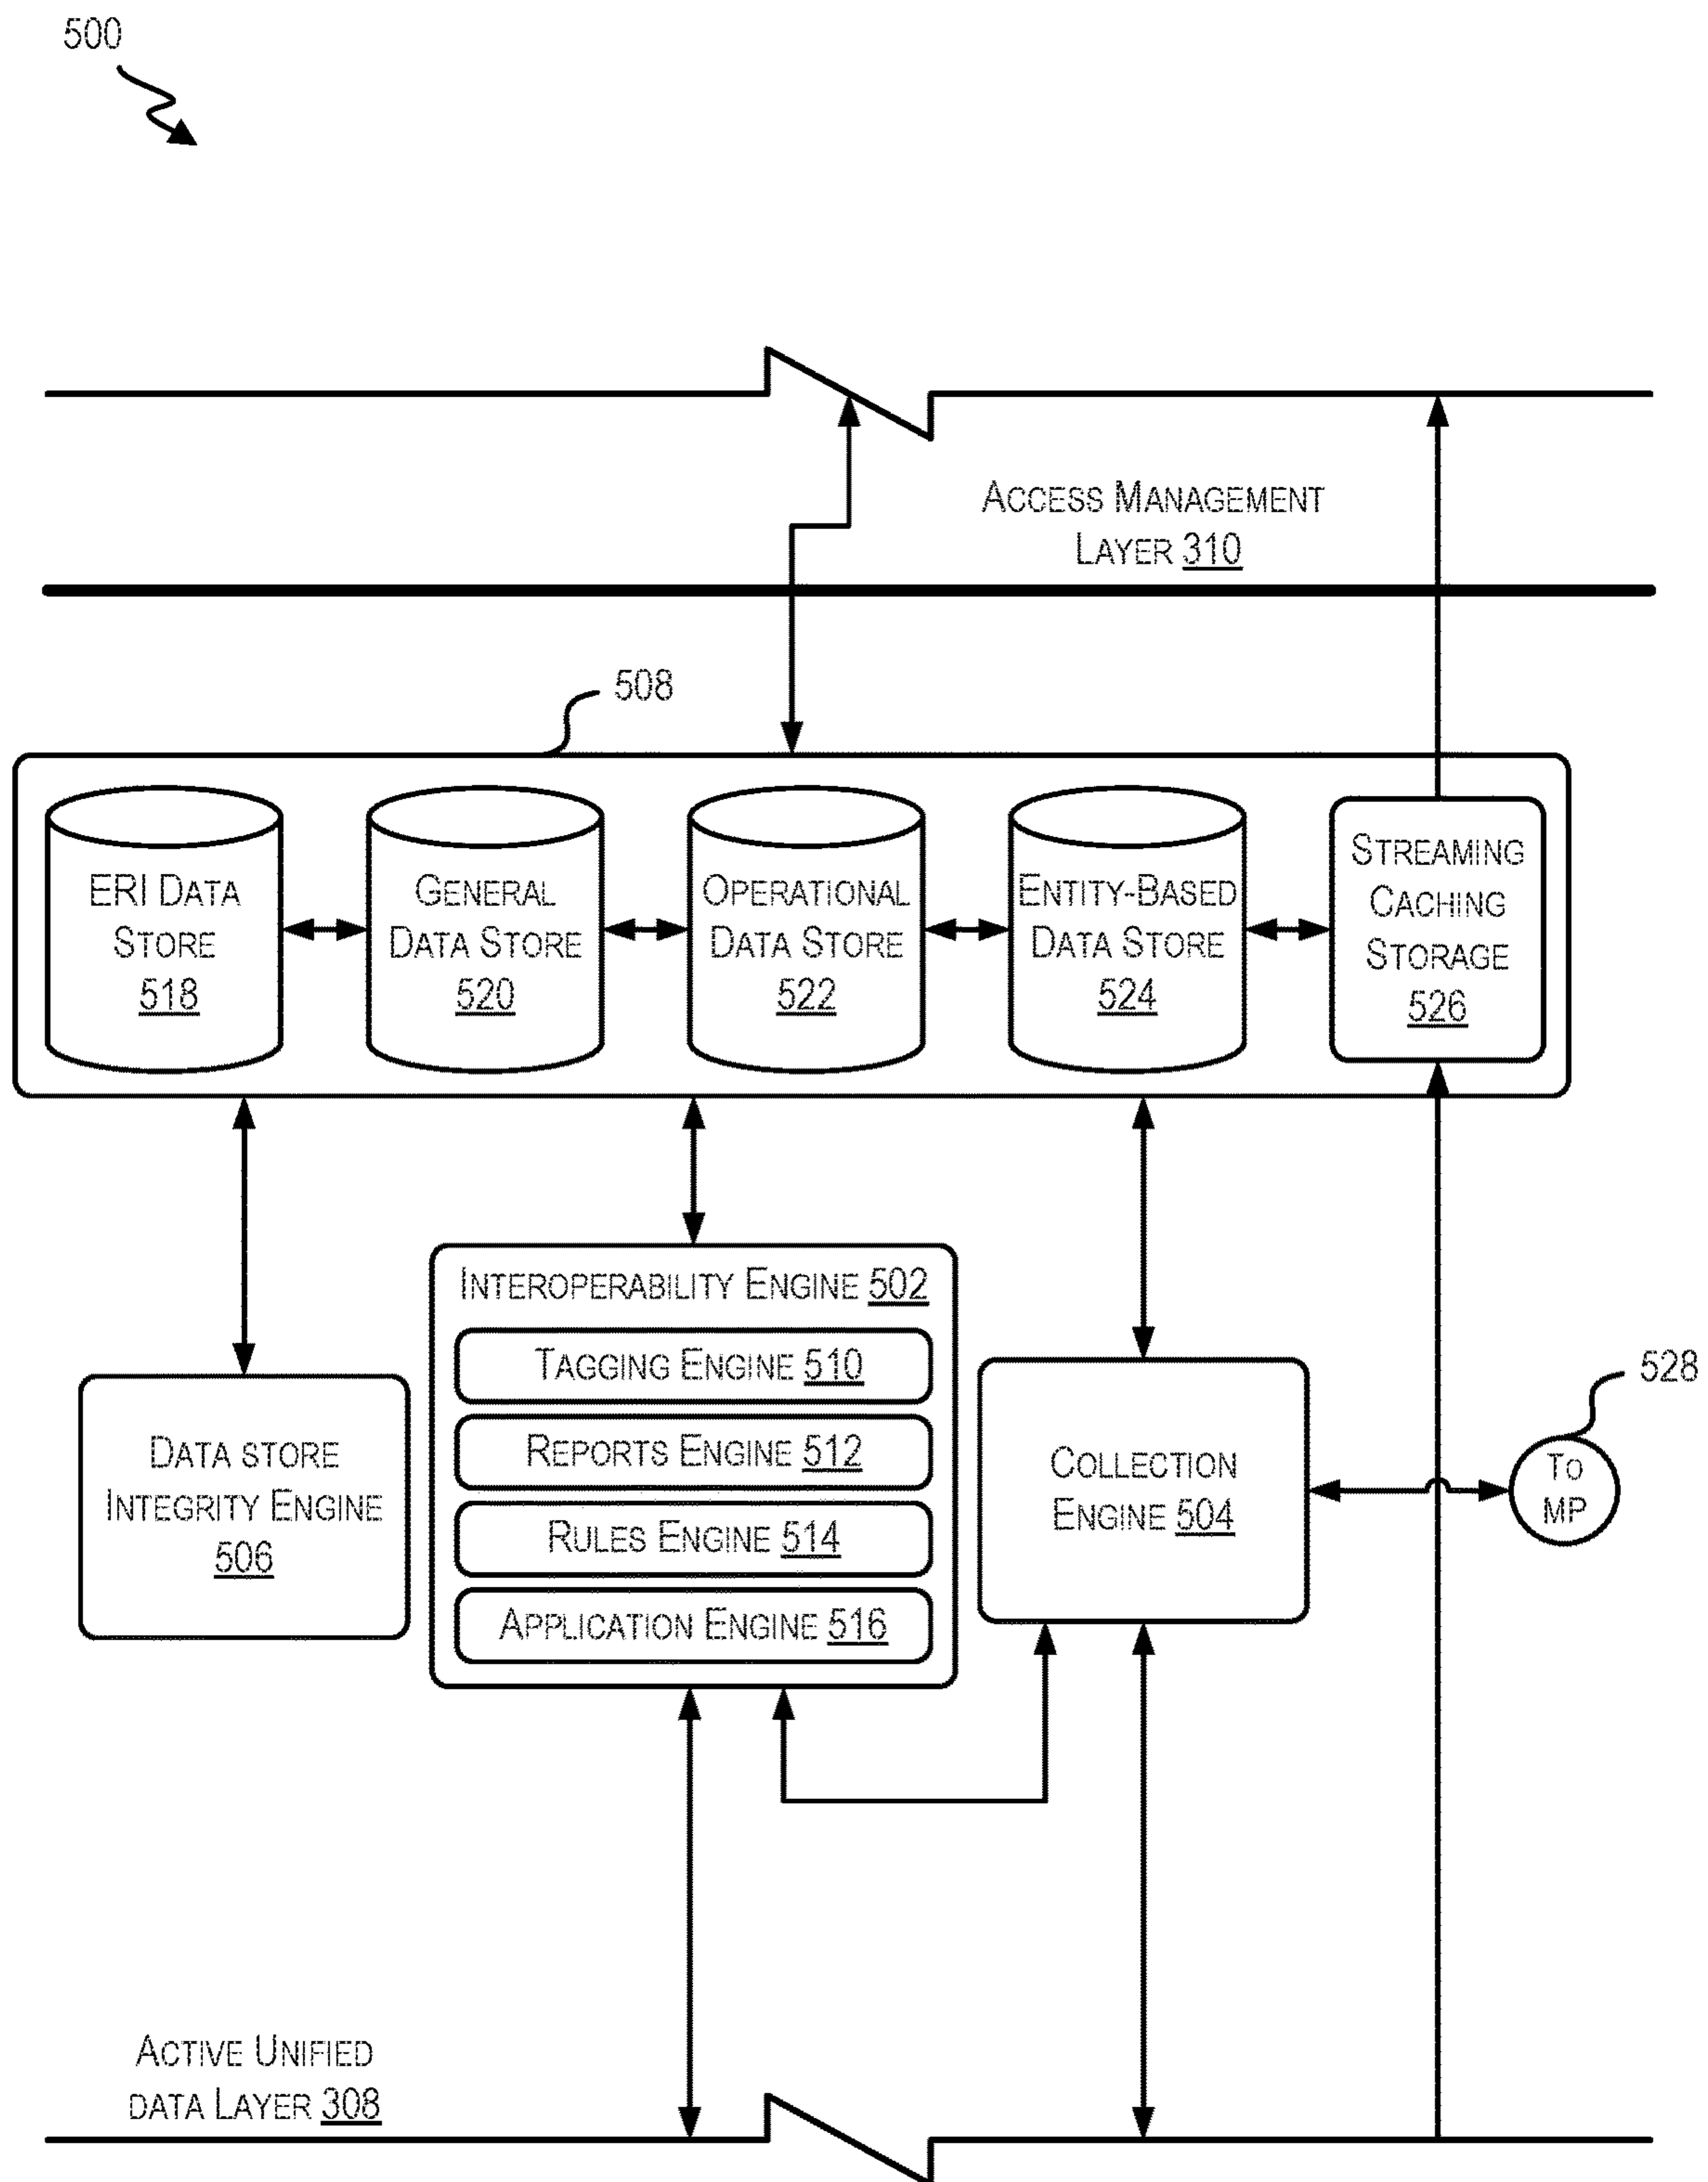 500
ACCESS MANAGEMENT
LAYER 310
508
ERI DATA
STORE
518
GENERAL
DATA STORE
520
OPERATIONAL
DATA STORE
522
ENTITY-BASED
DATA STORE
524
STREAMING
CACHING
STORAGE
526
INTEROPERABILITY ENGINE 502
TAGGING ENGINE 510
REPORTS ENGINE 512
RULES ENGINE 514
APPLICATION ENGINE 516
DATA STORE
INTEGRITY ENGINE
506
COLLECTION
ENGINE 504
528
TO
MP
ACTIVE UNIFIED
DATA LAYER 308